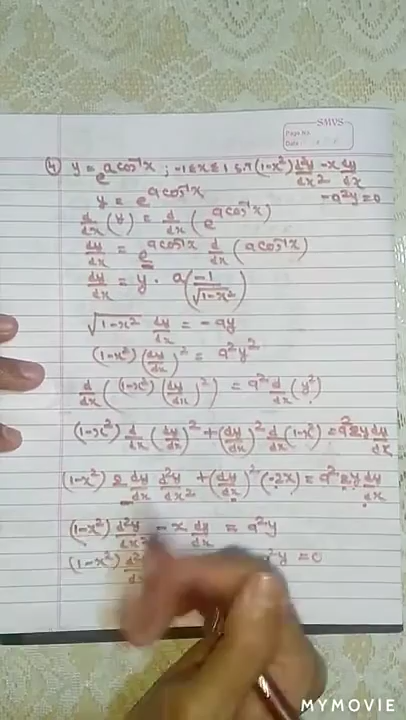 SMVS
Page No.
Date
(4) y = e^(a cos⁻¹x) ; -1 ≤ x ≤ 1 S.T (1-x²) d²y/dx² - x dy/dx
- a²y = 0
y = e^(a cos⁻¹x)
d/dx (y) = d/dx (e^(a cos⁻¹x))
dy/dx = e^(a cos⁻¹x) d/dx (a cos⁻¹x)
dy/dx = y · a (-1/√(1-x²))
√(1-x²) dy/dx = - ay
(1-x²) (dy/dx)² = a²y²
d/dx ((1-x²) (dy/dx)²) = a² d/dx (y²)
(1-x²) d/dx (dy/dx)² + (dy/dx)² d/dx (1-x²) = a² 2y dy/dx
(1-x²) 2 dy/dx d²y/dx² + (dy/dx)² (-2x) = a² 2y dy/dx
(1-x²) d²y/dx² - x dy/dx = a²y
(1-x²) d²y = 0
MYMOVIE